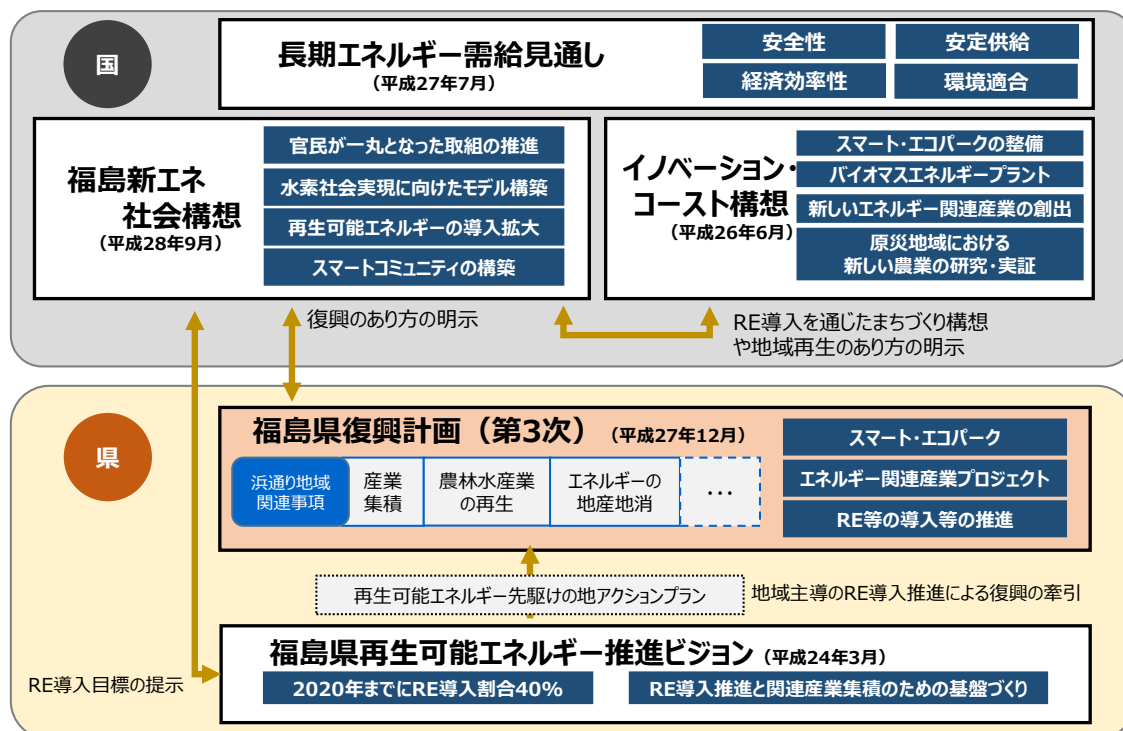 国
長期エネルギー需給見通し
（平成27年7月）
安全性
安定供給
経済効率性
環境適合
福島新エネ
社会構想
（平成28年9月）
官民が一丸となった取組の推進
水素社会実現に向けたモデル構築
再生可能エネルギーの導入拡大
スマートコミュニティの構築
イノベーション・
コースト構想
（平成26年6月）
スマート・エコパークの整備
バイオマスエネルギープラント
新しいエネルギー関連産業の創出
原災地域における
新しい農業の研究・実証
復興のあり方の明示
RE導入を通じたまちづくり構想
や地域再生のあり方の明示
県
福島県復興計画（第3次）（平成27年12月）
浜通り地域
関連事項
産業
集積
農林水産業
の再生
エネルギーの
地産地消
…
スマート・エコパーク
エネルギー関連産業プロジェクト
RE等の導入等の推進
再生可能エネルギー先駆けの地アクションプラン
地域主導のRE導入推進による復興の牽引
福島県再生可能エネルギー推進ビジョン（平成24年3月）
2020年までにRE導入割合40%
RE導入推進と関連産業集積のための基盤づくり
RE導入目標の提示